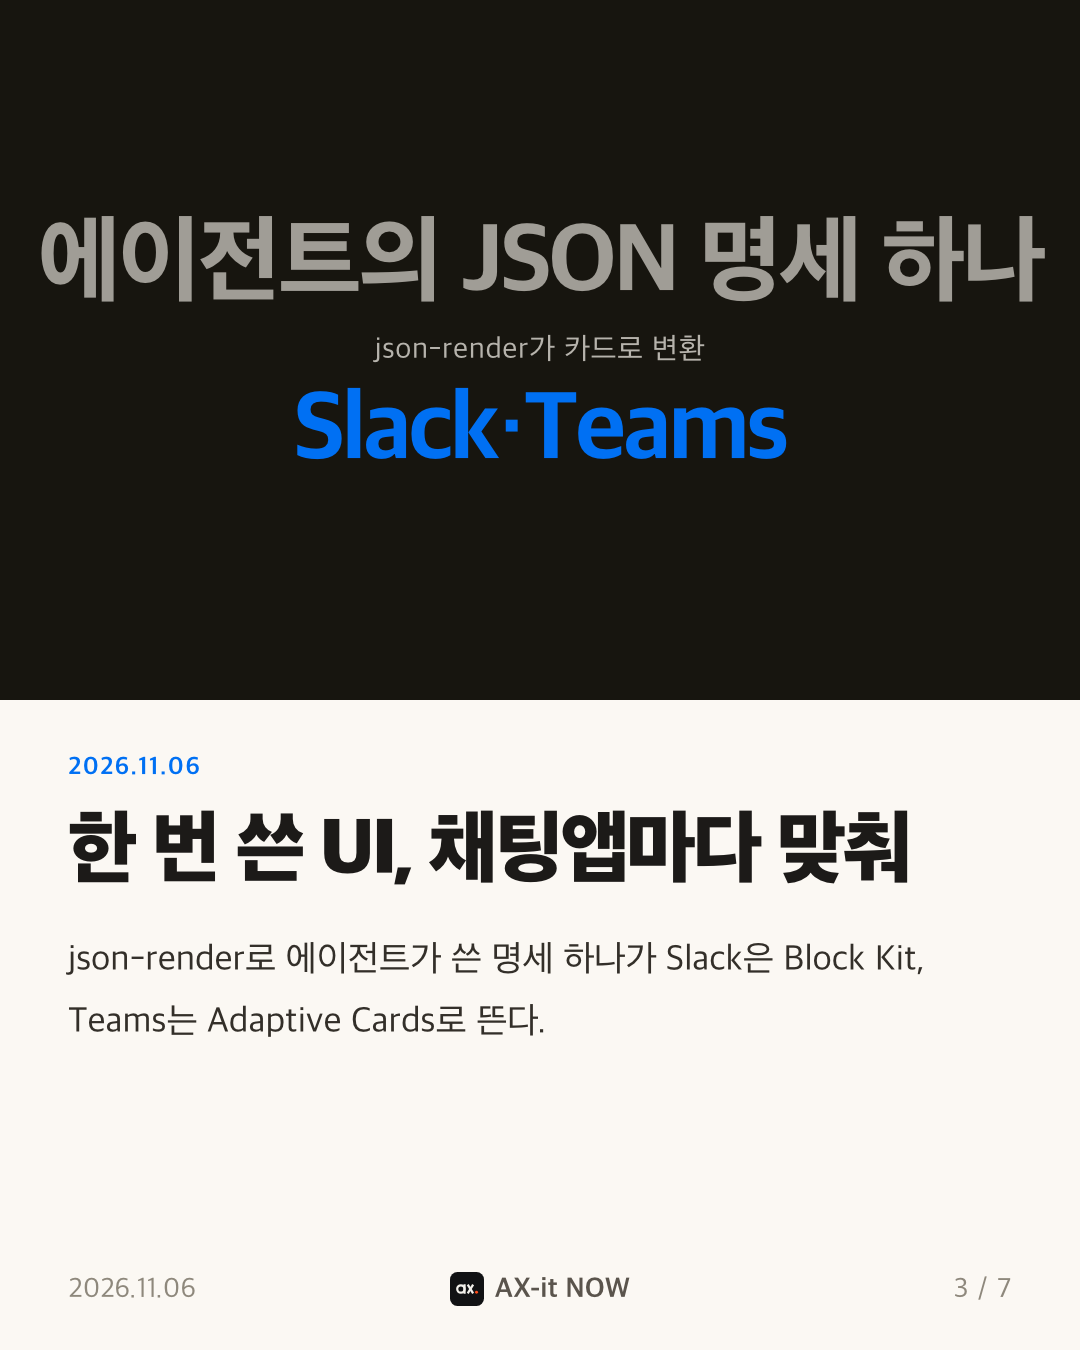 에이전트의 JSON 명세 하나
json-render가 카드로 변환
Slack·Teams
2026.11.06
한 번 쓴 UI, 채팅앱마다 맞춰
json-render로 에이전트가 쓴 명세 하나가 Slack은 Block Kit,
Teams는 Adaptive Cards로 뜬다.
2026.11.06
ax. AX-it NOW
3 / 7